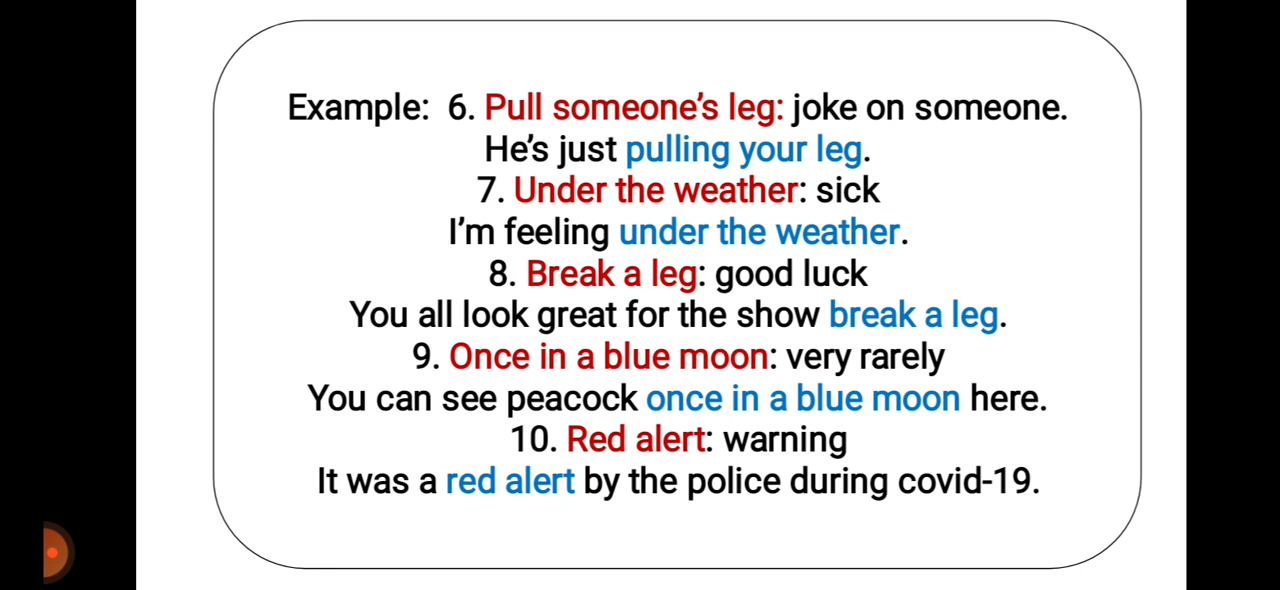 Example:  6. Pull someone's leg: joke on someone.
He's just pulling your leg.
7. Under the weather: sick
I'm feeling under the weather.
8. Break a leg: good luck
You all look great for the show break a leg.
9. Once in a blue moon: very rarely
You can see peacock once in a blue moon here.
10. Red alert: warning
It was a red alert by the police during covid-19.